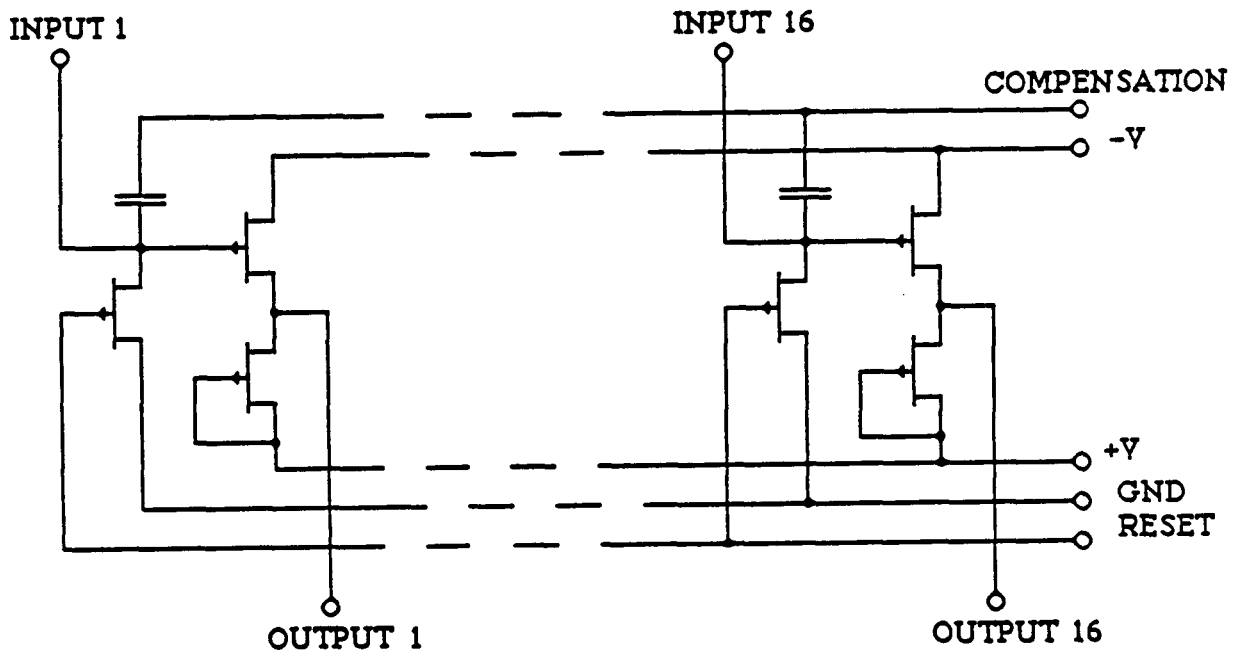 INPUT 1
INPUT 16
COMPENSATION
-V
+V
GND
RESET
OUTPUT 1
OUTPUT 16